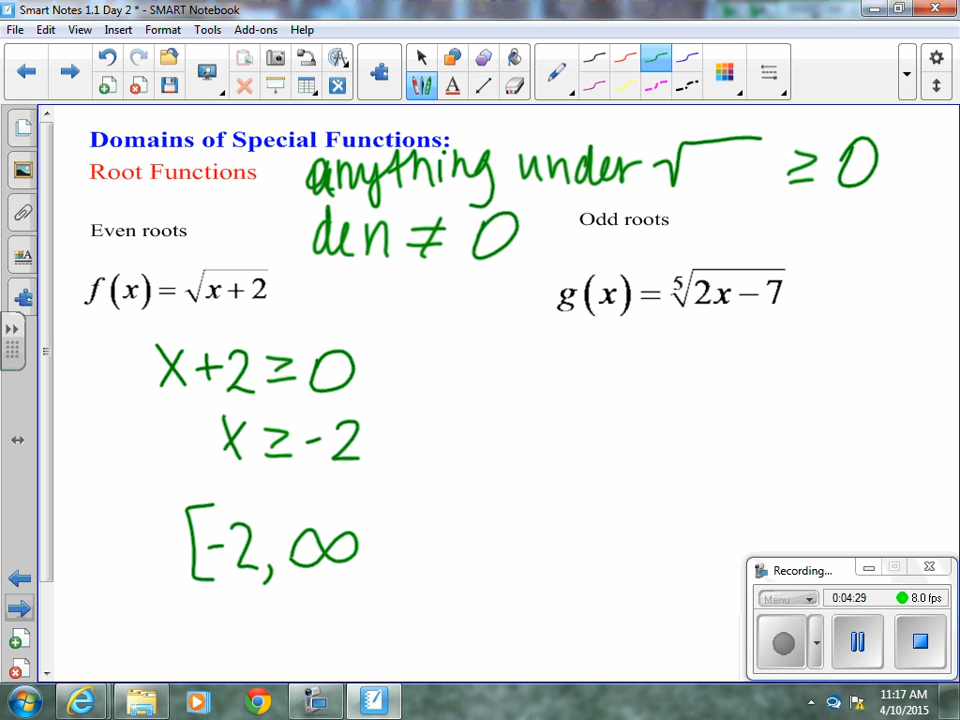 Smart Notes 1.1 Day 2 * - SMART Notebook
File Edit View Insert Format Tools Add-ons Help
Domains of Special Functions:
Root Functions
anything under √ ≥ 0
den ≠ 0
Even roots
Odd roots
f(x) = √(x + 2)
g(x) = ⁵√(2x − 7)
x + 2 ≥ 0
x ≥ -2
[-2, ∞
Recording...
Menu
0:04:29
8.0 fps
11:17 AM
4/10/2015